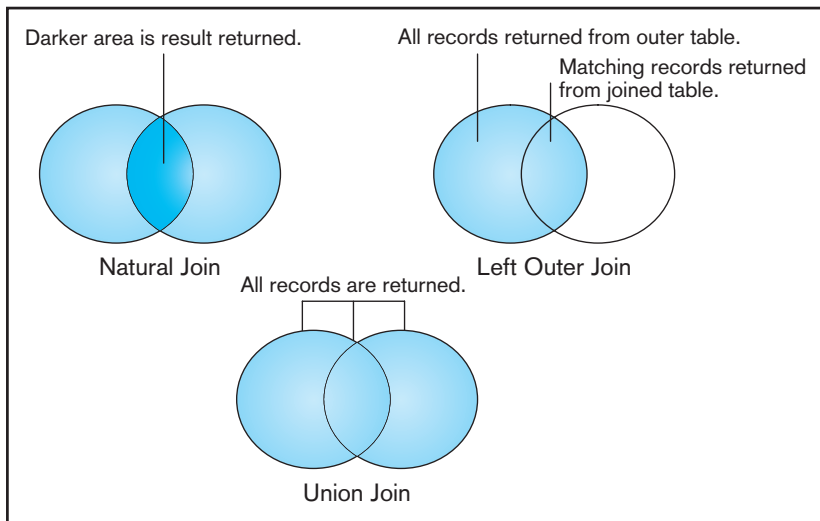 Darker area is result returned.
All records returned from outer table.
Matching records returned
from joined table.
Natural Join
Left Outer Join
All records are returned.
Union Join